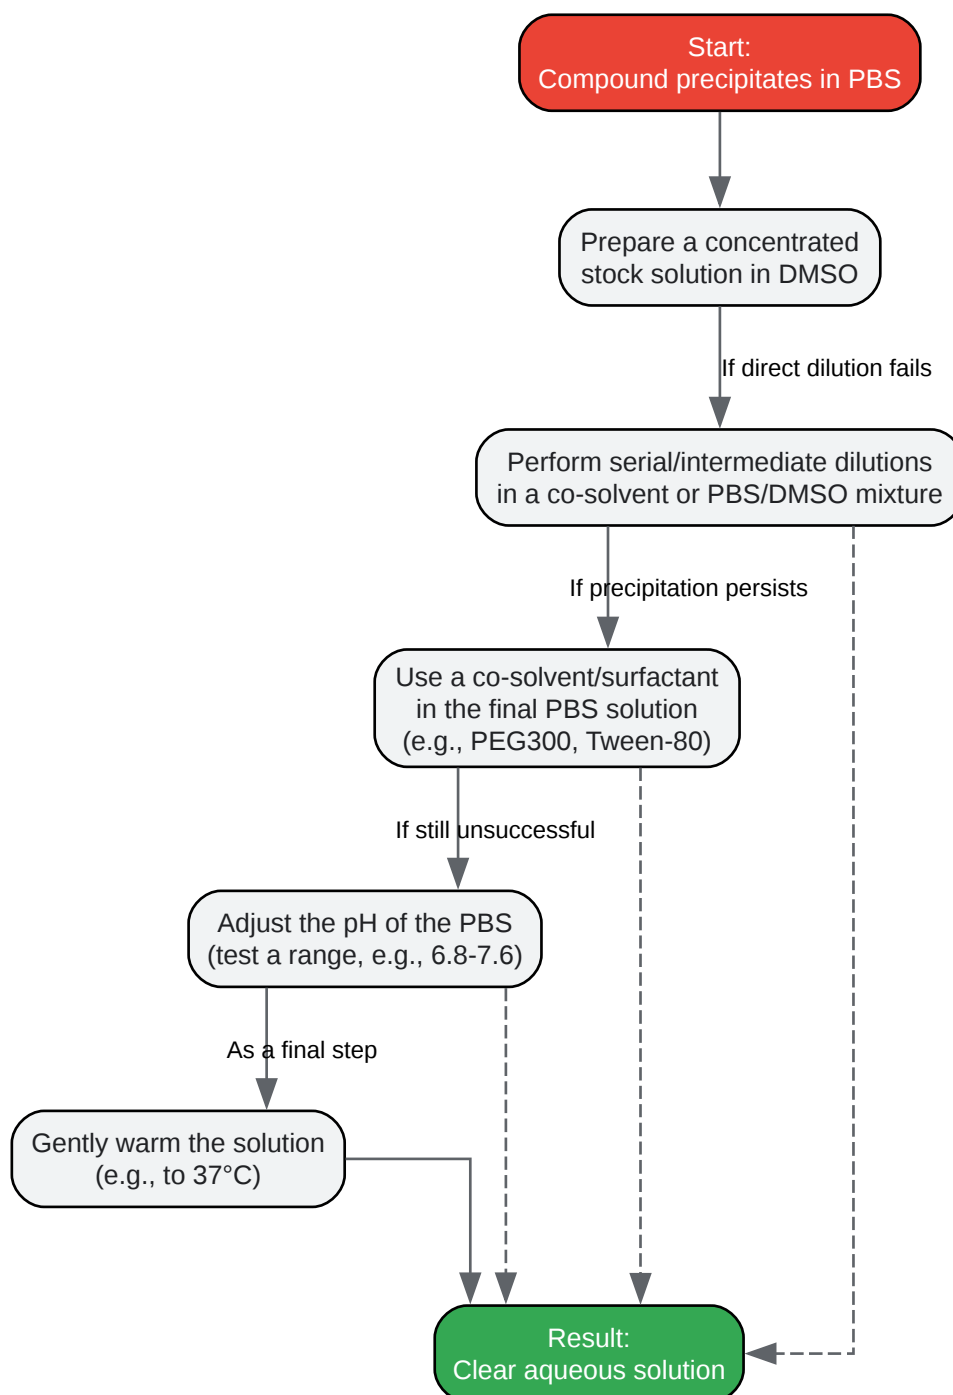 Start:
Compound precipitates in PBS
Prepare a concentrated
stock solution in DMSO
If direct dilution fails
Perform serial/intermediate dilutions
in a co-solvent or PBS/DMSO mixture
If precipitation persists
Use a co-solvent/surfactant
in the final PBS solution
(e.g., PEG300, Tween-80)
If still unsuccessful
Adjust the pH of the PBS
(test a range, e.g., 6.8-7.6)
As a final step
Gently warm the solution
(e.g., to 37°C)
Result:
Clear aqueous solution